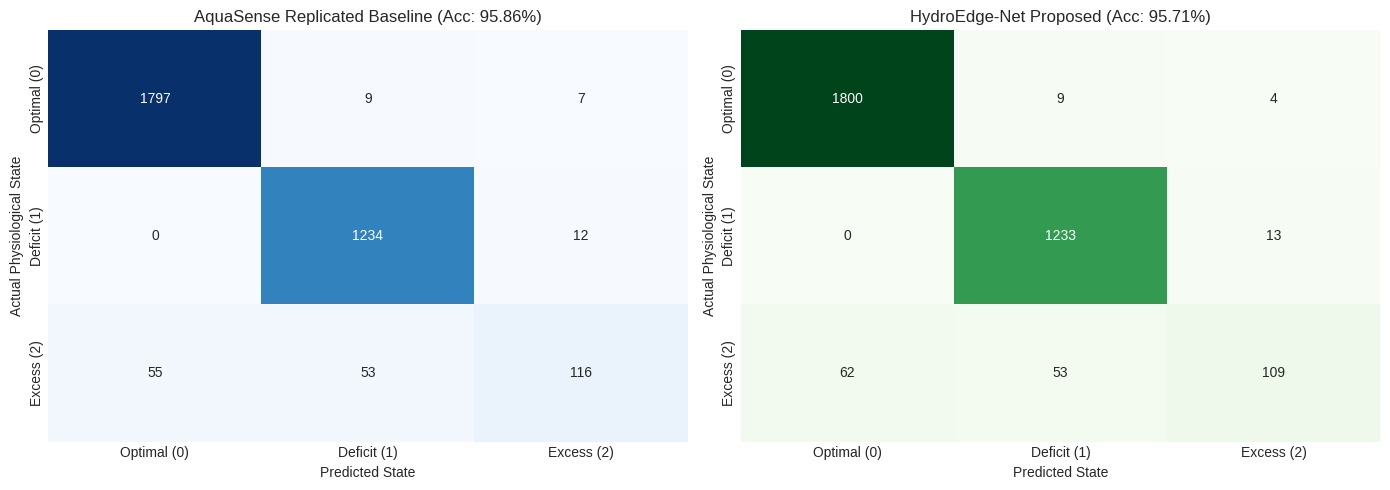 AquaSense Replicated Baseline (Acc: 95.86%)
Actual Physiological State
Optimal (0)
1797 9 7
Deficit (1)
0 1234 12
Excess (2)
55 53 116
Optimal (0) Deficit (1) Excess (2)
Predicted State
HydroEdge-Net Proposed (Acc: 95.71%)
Actual Physiological State
Optimal (0)
1800 9 4
Deficit (1)
0 1233 13
Excess (2)
62 53 109
Optimal (0) Deficit (1) Excess (2)
Predicted State